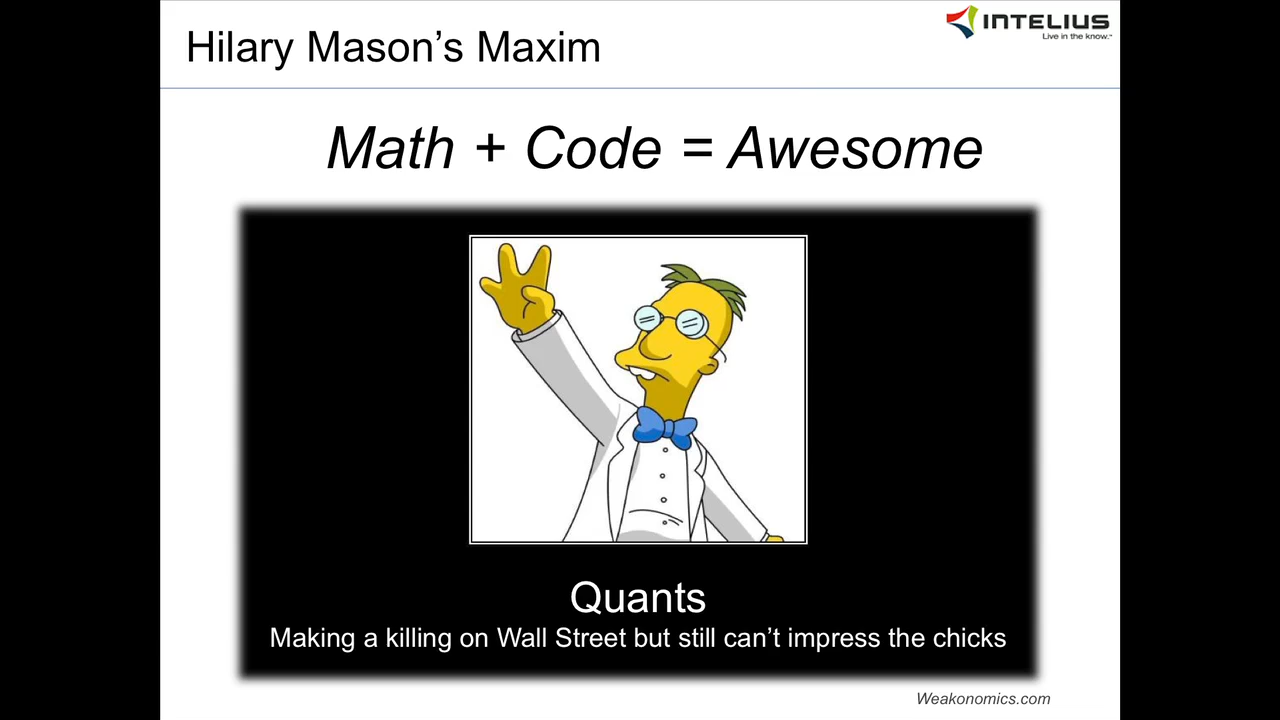 INTELIUS
Live in the know.™
Hilary Mason’s Maxim
Math + Code = Awesome
Quants
Making a killing on Wall Street but still can’t impress the chicks
Weakonomics.com